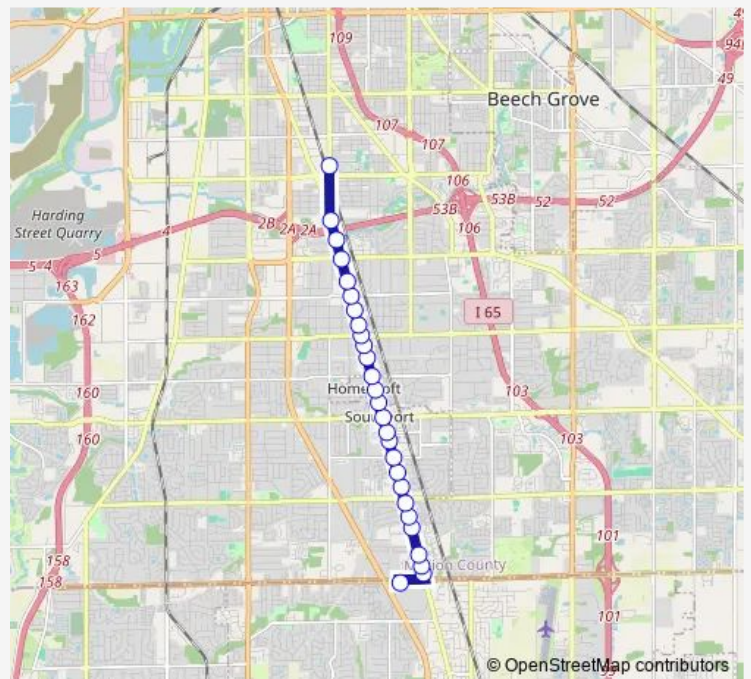 49
94
109
49
Beech Grove
107
107
106
53B
52
52
53B
106
Harding
Street Quarry
2B
2A
2A
4
5
5
4
163
I 65
162
160
103
Homecroft
Southport
103
160
101
158
Marion County
158
101
© OpenStreetMap contributors